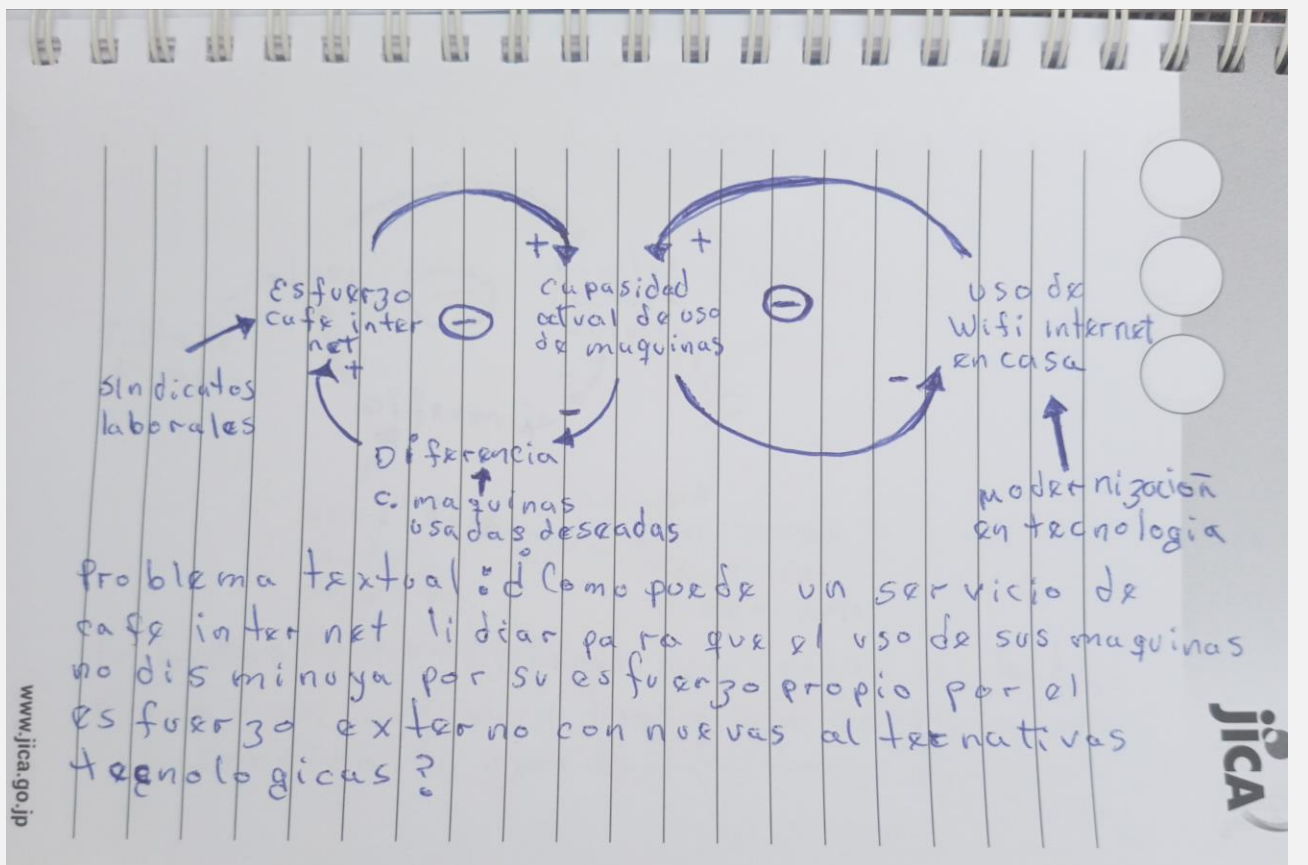 +
+
Esfuerzo
cafe inter
net
-
capasidad
actual de uso
de maquinas
-
uso de
Wifi internet
en casa
+
-
-
sindicatos
laborales
Diferencia
c. maquinas
usadas deseadas
modernización
en tecnologia
problema textual : ¿Como puede un servicio de
cafe internet lidiar para que el uso de sus maquinas
no disminuya por su esfuerzo propio por el
esfuerzo externo con nuevas alternativas
tecnologicas?
www.jica.go.jp
jica